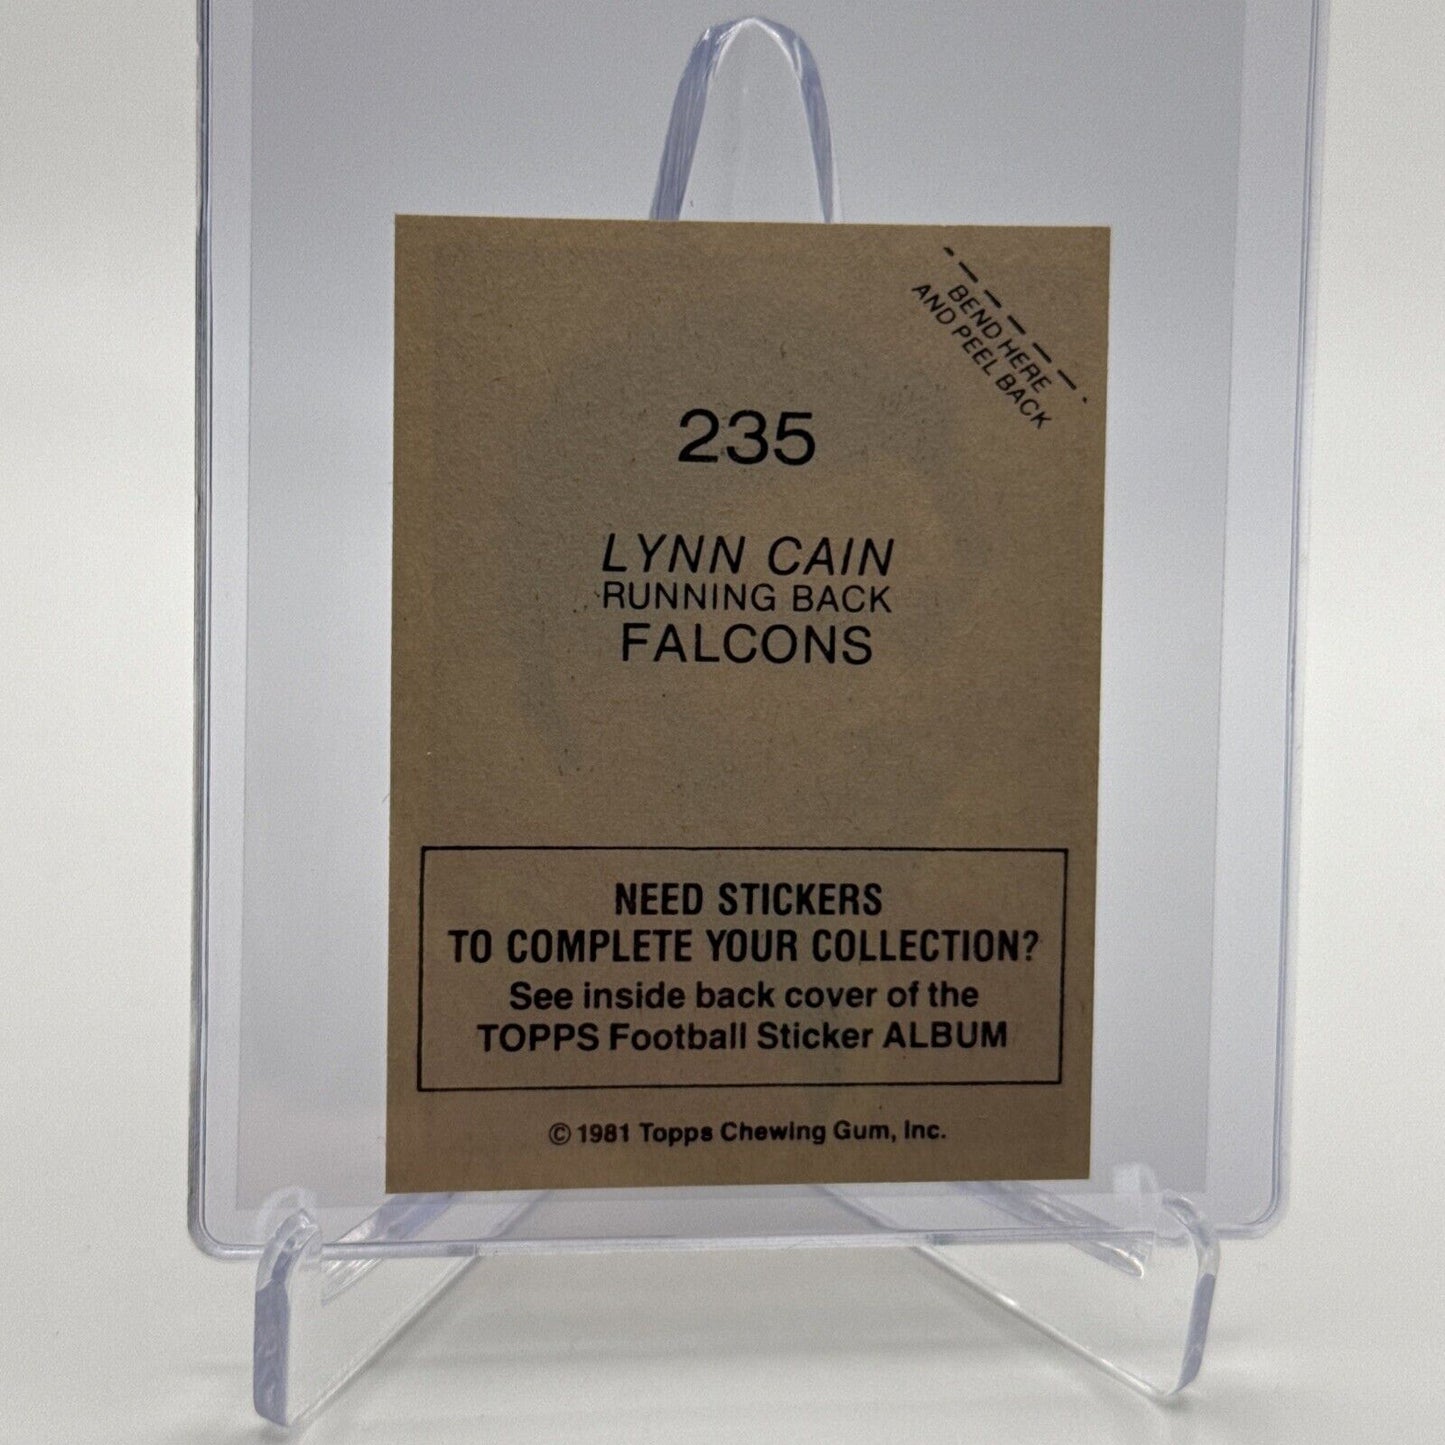 BEND HERE
AND PEEL BACK
235
LYNN CAIN
RUNNING BACK
FALCONS
NEED STICKERS
TO COMPLETE YOUR COLLECTION?
See inside back cover of the
TOPPS Football Sticker ALBUM
© 1981 Topps Chewing Gum, Inc.